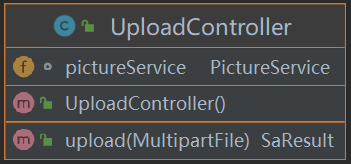 C UploadController
f pictureService PictureService
m UploadController()
m upload(MultipartFile) SaResult